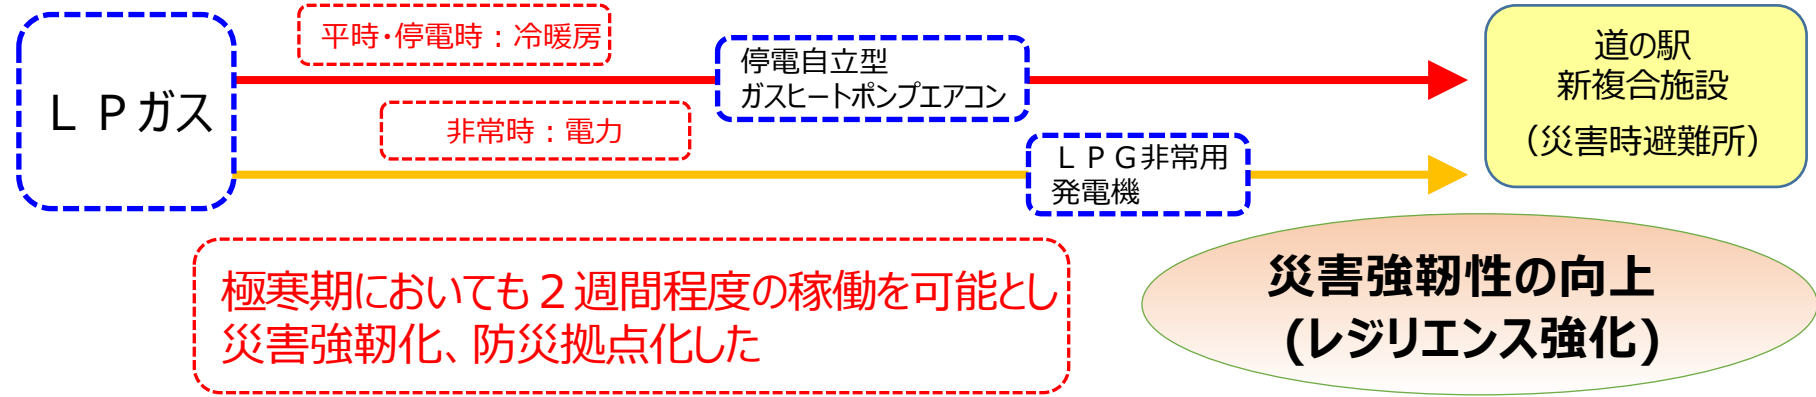 平時・停電時：冷暖房
ＬＰガス
停電自立型
ガスヒートポンプエアコン
道の駅
新複合施設
（災害時避難所）
非常時：電力
ＬＰＧ非常用
発電機
極寒期においても２週間程度の稼働を可能とし
災害強靭化、防災拠点化した
災害強靭性の向上
(レジリエンス強化)